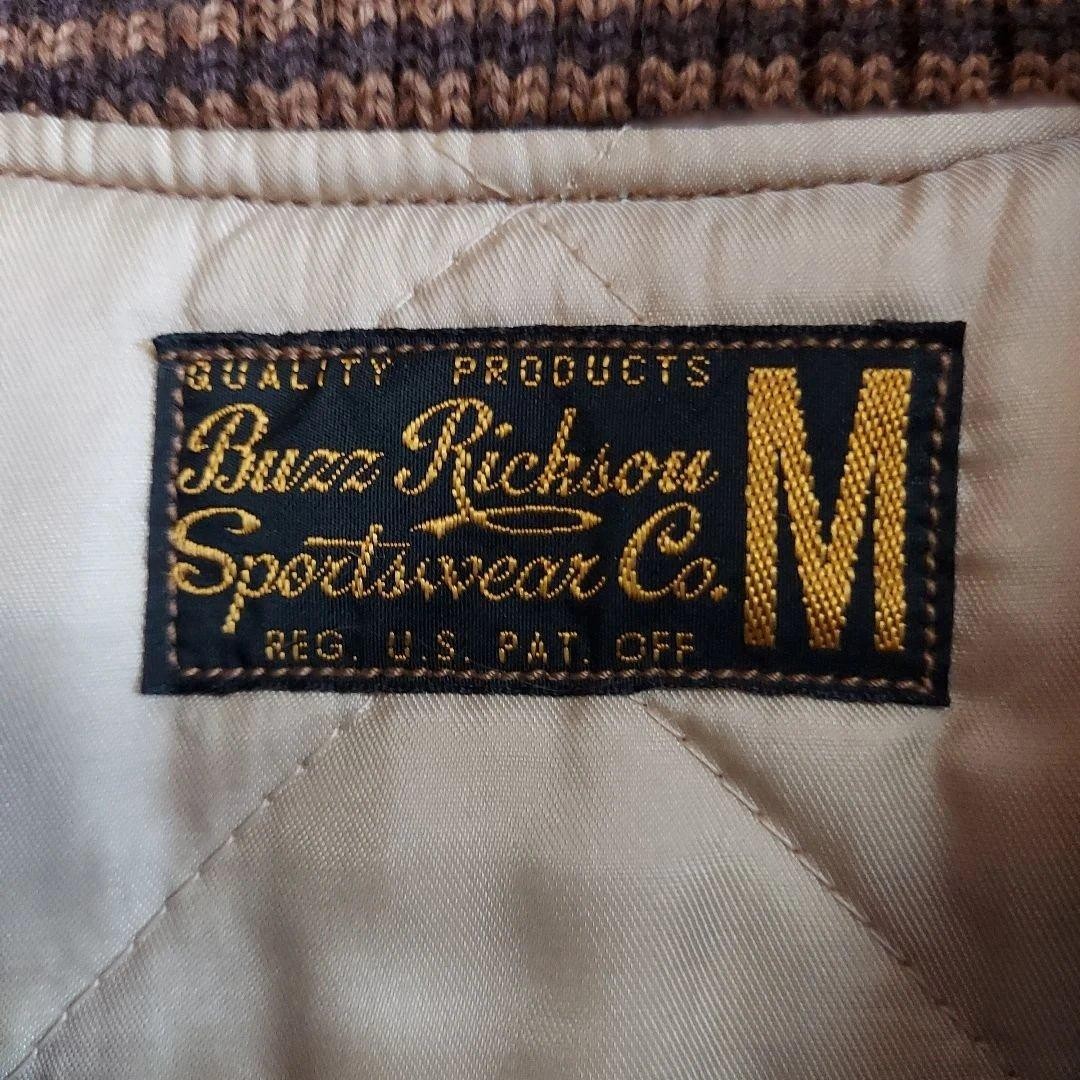 QUALITY PRODUCTS
Buzz Rickson
Sportswear Co.
REG. U.S. PAT. OFF
M